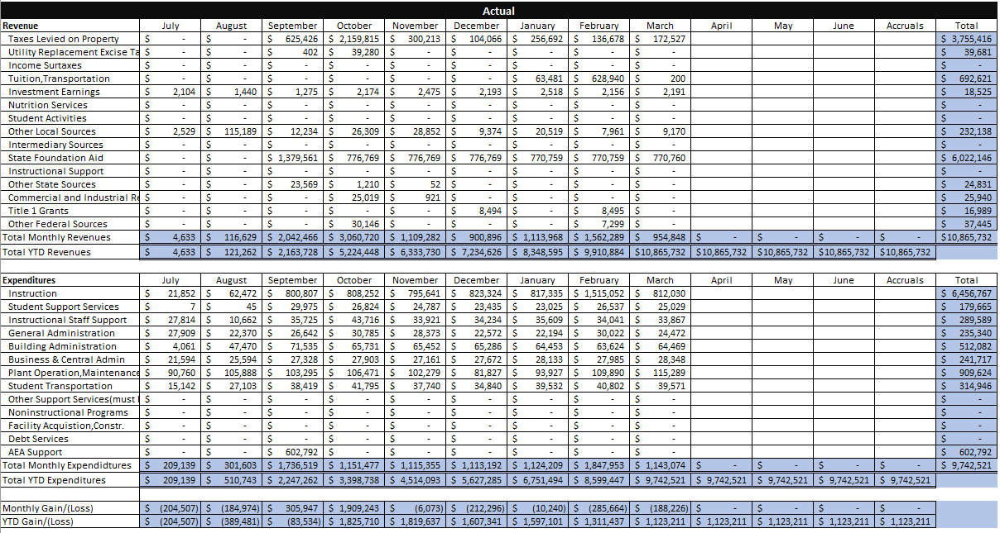 Actual
Revenue July August September October November December January February March April May June Accruals Total
Taxes Levied on Property $ - $ - $ 625,426 $ 2,159,815 $ 300,213 $ 104,066 $ 256,692 $ 136,678 $ 172,527 $ 3,755,416
Utility Replacement Excise Ta $ - $ - $ 402 $ 39,280 $ - $ - $ - $ - $ - $ 39,681
Income Surtaxes $ - $ - $ - $ - $ - $ - $ - $ - $ - $ -
Tuition,Transportation $ - $ - $ - $ - $ - $ - $ 63,481 $ 628,940 $ 200 $ 692,621
Investment Earnings $ 2,104 $ 1,440 $ 1,275 $ 2,174 $ 2,475 $ 2,193 $ 2,518 $ 2,156 $ 2,191 $ 18,525
Nutrition Services $ - $ - $ - $ - $ - $ - $ - $ - $ - $ -
Student Activities $ - $ - $ - $ - $ - $ - $ - $ - $ - $ -
Other Local Sources $ 2,529 $ 115,189 $ 12,234 $ 26,309 $ 28,852 $ 9,374 $ 20,519 $ 7,961 $ 9,170 $ 232,138
Intermediary Sources $ - $ - $ - $ - $ - $ - $ - $ - $ - $ -
State Foundation Aid $ - $ - $ 1,379,561 $ 776,769 $ 776,769 $ 776,769 $ 770,759 $ 770,759 $ 770,760 $ 6,022,146
Instructional Support $ - $ - $ - $ - $ - $ - $ - $ - $ - $ -
Other State Sources $ - $ - $ 23,569 $ 1,210 $ 52 $ - $ - $ - $ - $ 24,831
Commercial and Industrial Re $ - $ - $ - $ 25,019 $ 921 $ - $ - $ - $ - $ 25,940
Title 1 Grants $ - $ - $ - $ - $ - $ 8,494 $ - $ 8,495 $ - $ 16,989
Other Federal Sources $ - $ - $ - $ 30,146 $ - $ - $ - $ 7,299 $ - $ 37,445
Total Monthly Revenues $ 4,633 $ 116,629 $ 2,042,466 $ 3,060,720 $ 1,109,282 $ 900,896 $ 1,113,968 $ 1,562,289 $ 954,848 $ - $ - $ - $ - $10,865,732
Total YTD Revenues $ 4,633 $ 121,262 $ 2,163,728 $ 5,224,448 $ 6,333,730 $ 7,234,626 $ 8,348,595 $ 9,910,884 $10,865,732 $10,865,732 $10,865,732 $10,865,732 $10,865,732
Expenditures July August September October November December January February March April May June Accruals Total
Instruction $ 21,852 $ 62,472 $ 800,807 $ 808,252 $ 795,641 $ 823,324 $ 817,335 $ 1,515,052 $ 812,030 $ 6,456,767
Student Support Services $ 7 $ 45 $ 29,975 $ 26,824 $ 24,787 $ 23,435 $ 23,025 $ 26,537 $ 25,029 $ 179,665
Instructional Staff Support $ 27,814 $ 10,662 $ 35,725 $ 43,716 $ 33,921 $ 34,234 $ 35,609 $ 34,041 $ 33,867 $ 289,589
General Administration $ 27,909 $ 22,370 $ 26,642 $ 30,785 $ 28,373 $ 22,572 $ 22,194 $ 30,022 $ 24,472 $ 235,340
Building Administration $ 4,061 $ 47,470 $ 71,535 $ 65,731 $ 65,452 $ 65,286 $ 64,453 $ 63,624 $ 64,469 $ 512,082
Business & Central Admin $ 21,594 $ 25,594 $ 27,328 $ 27,903 $ 27,161 $ 27,672 $ 28,133 $ 27,985 $ 28,348 $ 241,717
Plant Operation,Maintenance $ 90,760 $ 105,888 $ 103,295 $ 106,471 $ 102,279 $ 81,827 $ 93,927 $ 109,890 $ 115,289 $ 909,624
Student Transportation $ 15,142 $ 27,103 $ 38,419 $ 41,795 $ 37,740 $ 34,840 $ 39,532 $ 40,802 $ 39,571 $ 314,946
Other Support Services(must $ - $ - $ - $ - $ - $ - $ - $ - $ - $ -
Noninstructional Programs $ - $ - $ - $ - $ - $ - $ - $ - $ - $ -
Facility Acquistion,Constr. $ - $ - $ - $ - $ - $ - $ - $ - $ - $ -
Debt Services $ - $ - $ - $ - $ - $ - $ - $ - $ - $ -
AEA Support $ - $ - $ 602,792 $ - $ - $ - $ - $ - $ - $ 602,792
Total Monthly Expendidtures $ 209,139 $ 301,603 $ 1,736,519 $ 1,151,477 $ 1,115,355 $ 1,113,192 $ 1,124,209 $ 1,847,953 $ 1,143,074 $ - $ - $ - $ - $ 9,742,521
Total YTD Expenditures $ 209,139 $ 510,743 $ 2,247,262 $ 3,398,738 $ 4,514,093 $ 5,627,285 $ 6,751,494 $ 8,599,447 $ 9,742,521 $ 9,742,521 $ 9,742,521 $ 9,742,521 $ 9,742,521
Monthly Gain/(Loss) $ (204,507) $ (184,974) $ 305,947 $ 1,909,243 $ (6,073) $ (212,296) $ (10,240) $ (285,664) $ (188,226) $ - $ - $ - $ -
YTD Gain/(Loss) $ (204,507) $ (389,481) $ (83,534) $ 1,825,710 $ 1,819,637 $ 1,607,341 $ 1,597,101 $ 1,311,437 $ 1,123,211 $ 1,123,211 $ 1,123,211 $ 1,123,211 $ 1,123,211